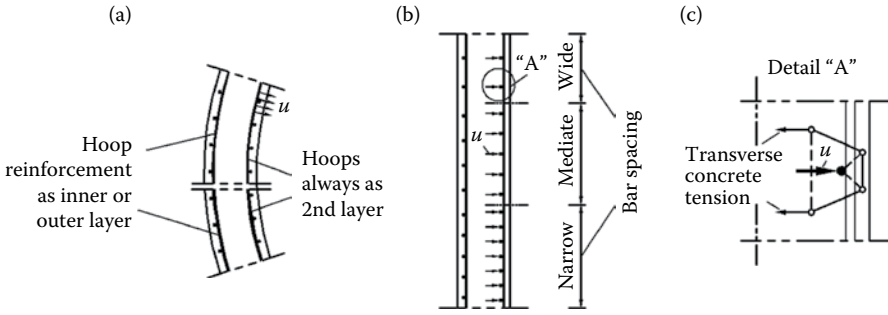 (a)
u
Hoop
reinforcement
as inner or
outer layer
Hoops
always as
2nd layer
(b)
“A”
u
Wide
Mediate
Narrow
Bar spacing
(c)
Detail “A”
Transverse
concrete
tension
u